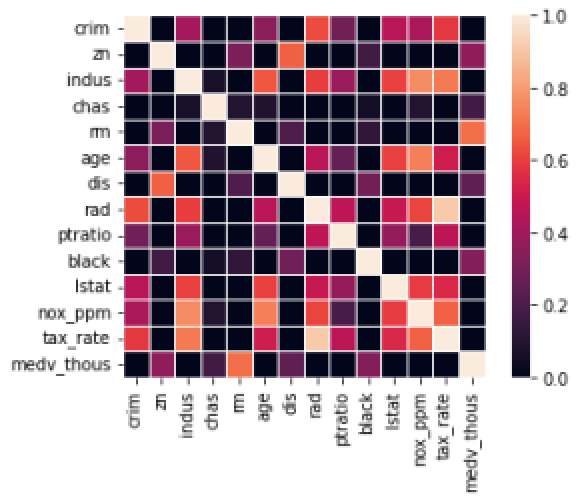 crim
zn
indus
chas
rm
age
dis
rad
ptratio
black
lstat
nox_ppm
tax_rate
medv_thous
crim
zn
indus
chas
rm
age
dis
rad
ptratio
black
lstat
nox_ppm
tax_rate
medv_thous
1.0
0.8
0.6
0.4
0.2
0.0